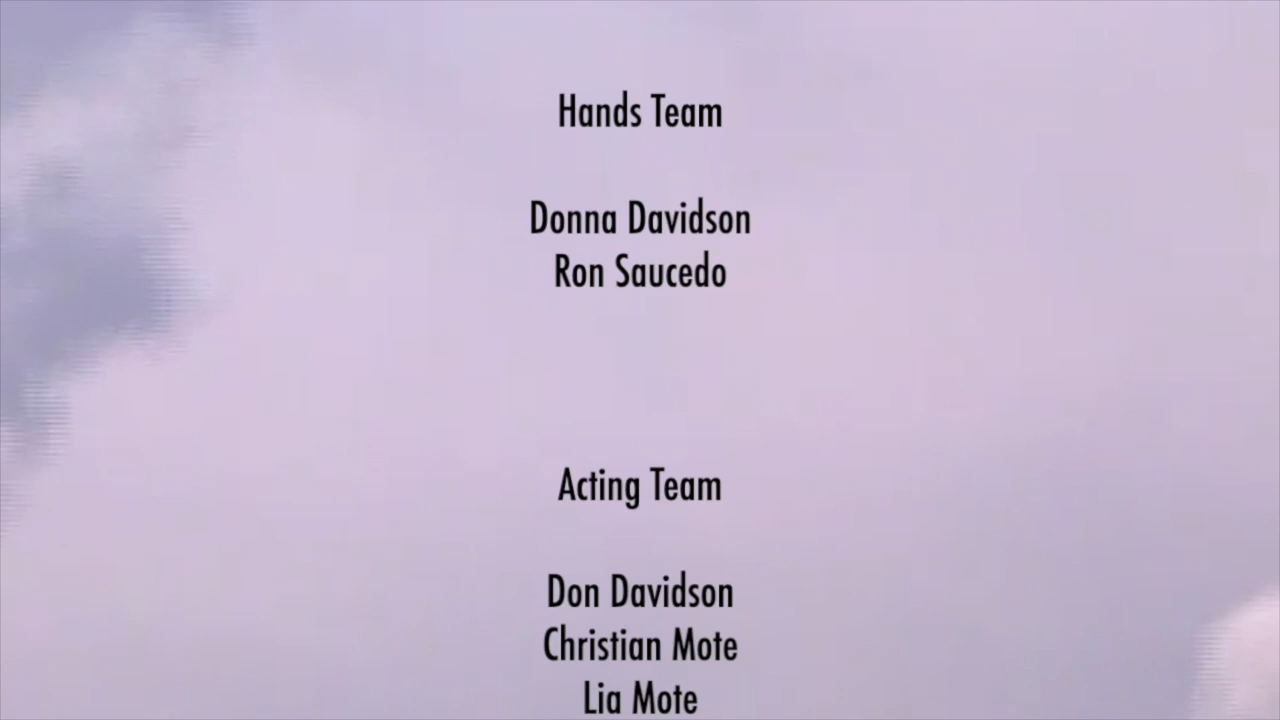 Hands Team
Donna Davidson
Ron Saucedo
Acting Team
Don Davidson
Christian Mote
Lia Mote